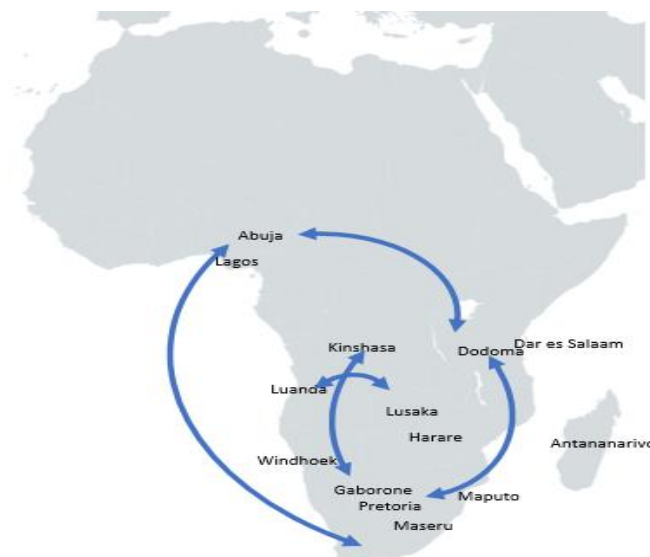 Abuja
Lagos
Kinshasa
Dodoma
Dar es Salaam
Luanda
Lusaka
Harare
Antananarivo
Windhoek
Gaborone
Maputo
Pretoria
Maseru